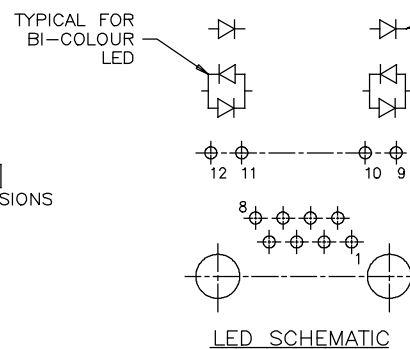 TYPICAL FOR
BI-COLOUR
LED
12 11 10 9
SIONS
8
1
LED SCHEMATIC